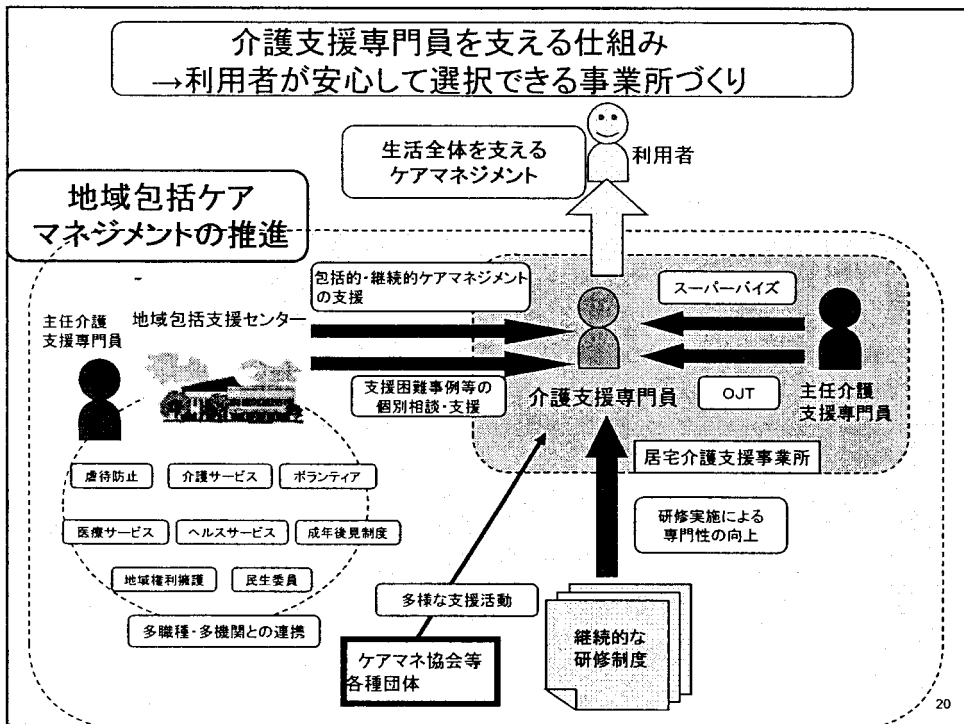 介護支援専門員を支える仕組み
→利用者が安心して選択できる事業所づくり
生活全体を支える
ケアマネジメント
利用者
地域包括ケア
マネジメントの推進
包括的・継続的ケアマネジメント
の支援
スーパーバイズ
主任介護
支援専門員
地域包括支援センター
支援困難事例等の
個別相談・支援
介護支援専門員
OJT
主任介護
支援専門員
居宅介護支援事業所
虐待防止
介護サービス
ボランティア
医療サービス
ヘルスサービス
成年後見制度
地域権利擁護
民生委員
多職種・多機関との連携
研修実施による
専門性の向上
多様な支援活動
ケアマネ協会等
各種団体
継続的な
研修制度
20